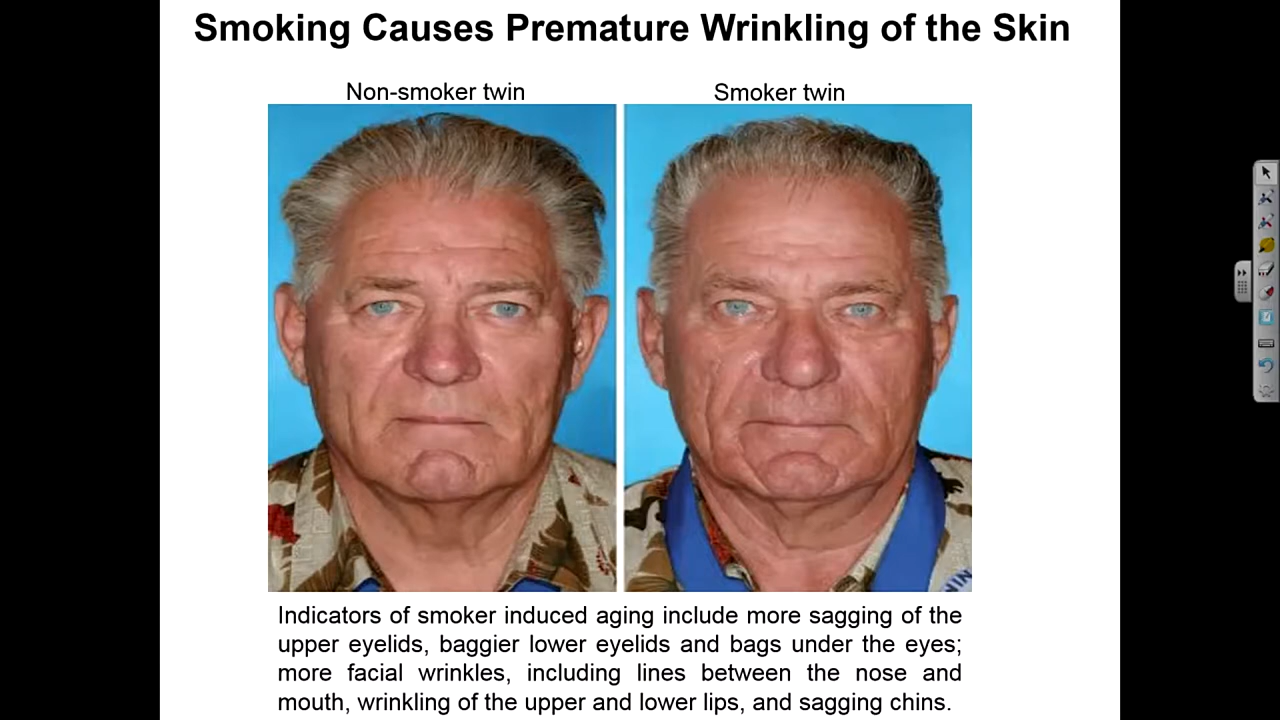 Smoking Causes Premature Wrinkling of the Skin
Non-smoker twin
Smoker twin
Indicators of smoker induced aging include more sagging of the
upper eyelids, baggier lower eyelids and bags under the eyes;
more facial wrinkles, including lines between the nose and
mouth, wrinkling of the upper and lower lips, and sagging chins.